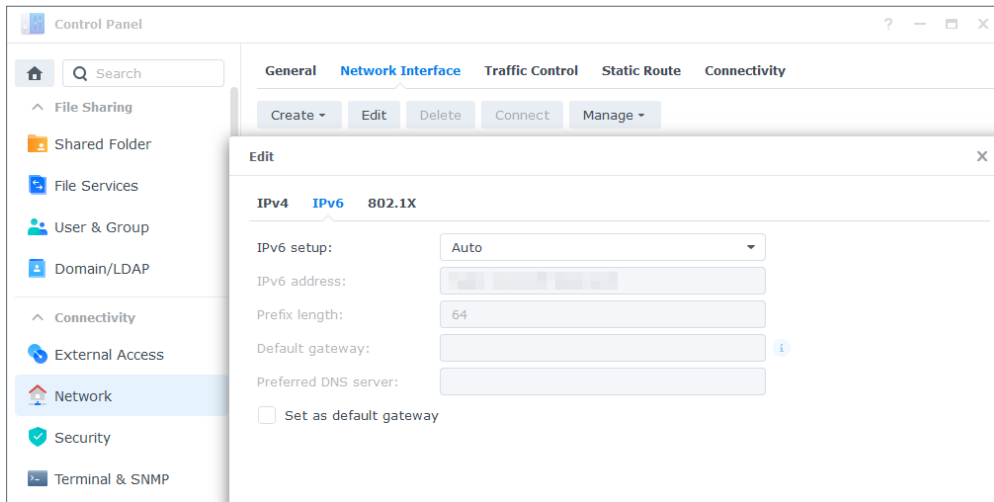 Control Panel
?
Search
General Network Interface Traffic Control Static Route Connectivity
File Sharing
Create Edit Delete Connect Manage
Shared Folder
Edit
File Services
IPv4 IPv6 802.1X
User & Group
IPv6 setup: Auto
Domain/LDAP
IPv6 address:
Prefix length: 64
Connectivity
Default gateway:
i
External Access
Preferred DNS server:
Network
Set as default gateway
Security
Terminal & SNMP